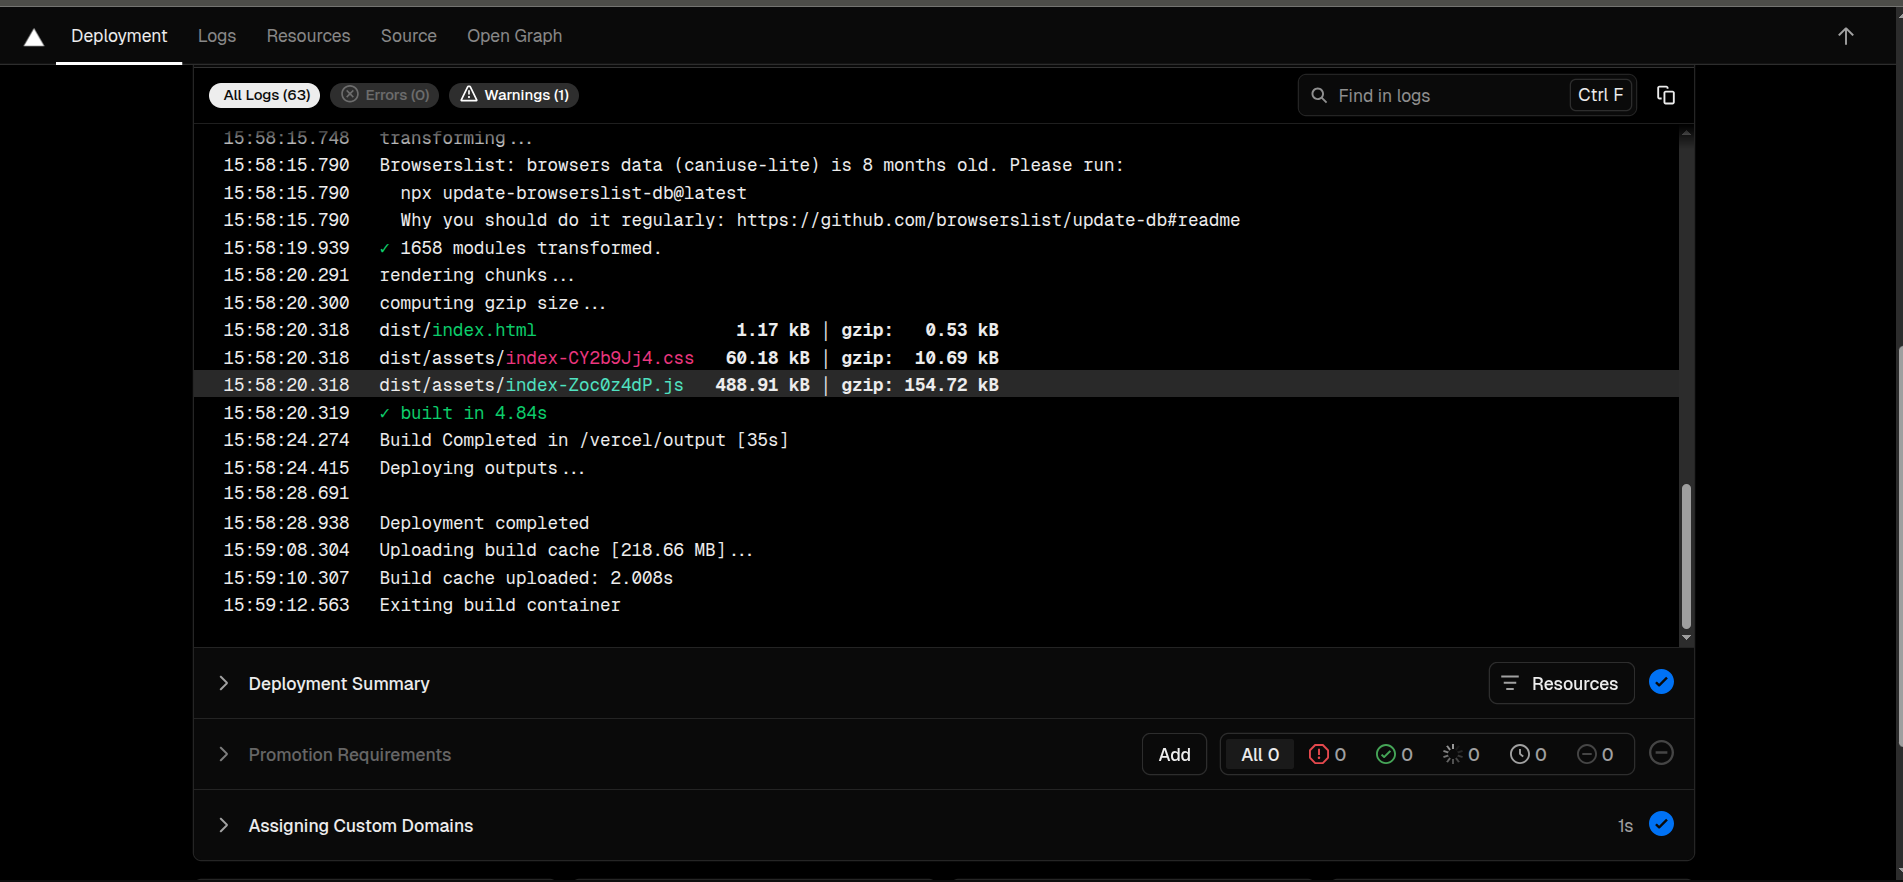 Deployment Logs Resources Source Open Graph
All Logs (63) Errors (0) Warnings (1) Find in logs Ctrl F
15:58:15.748 transforming...
15:58:15.790 Browserslist: browsers data (caniuse-lite) is 8 months old. Please run:
15:58:15.790 npx update-browserslist-db@latest
15:58:15.790 Why you should do it regularly: https://github.com/browserslist/update-db#readme
15:58:19.939 ✓ 1658 modules transformed.
15:58:20.291 rendering chunks...
15:58:20.300 computing gzip size...
15:58:20.318 dist/index.html 1.17 kB │ gzip: 0.53 kB
15:58:20.318 dist/assets/index-CY2b9Jj4.css 60.18 kB │ gzip: 10.69 kB
15:58:20.318 dist/assets/index-Zoc0z4dP.js 488.91 kB │ gzip: 154.72 kB
15:58:20.319 ✓ built in 4.84s
15:58:24.274 Build Completed in /vercel/output [35s]
15:58:24.415 Deploying outputs...
15:58:28.691
15:58:28.938 Deployment completed
15:59:08.304 Uploading build cache [218.66 MB]...
15:59:10.307 Build cache uploaded: 2.008s
15:59:12.563 Exiting build container
Deployment Summary Resources
Promotion Requirements Add All 0 0 0 0 0 0
Assigning Custom Domains 1s